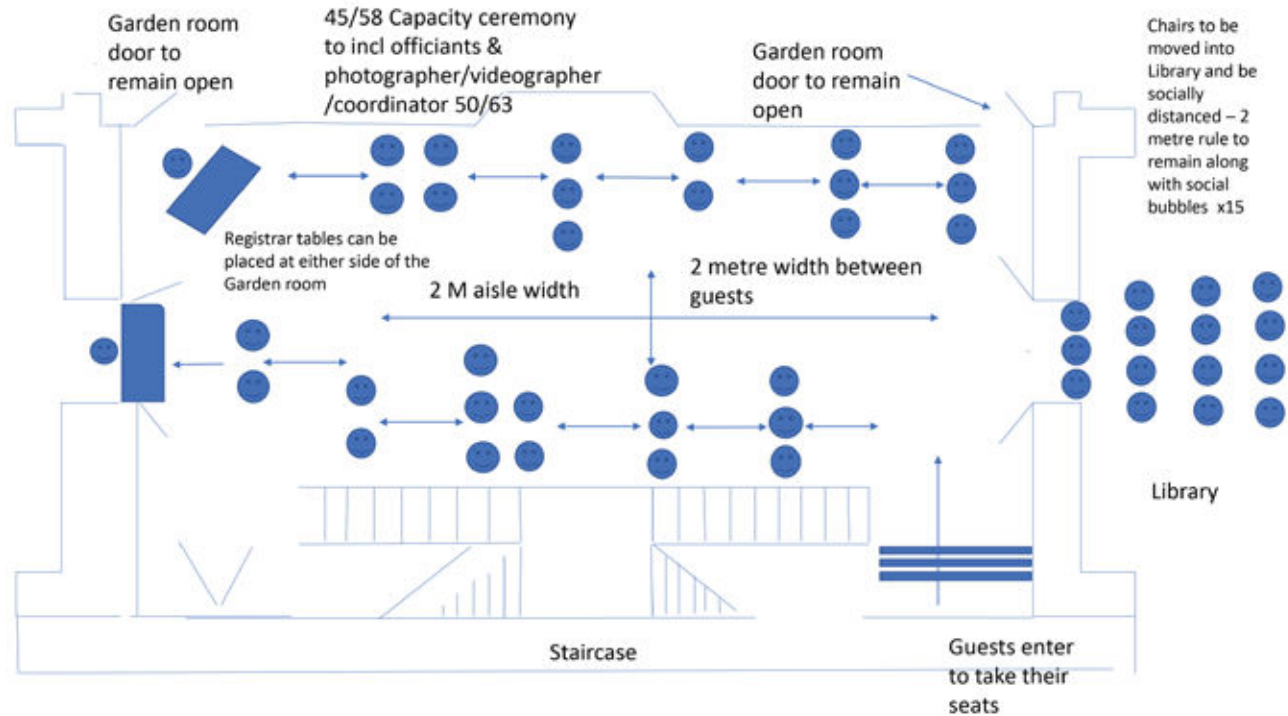 Garden room
door to
remain open
45/58 Capacity ceremony
to incl officiants &
photographer/videographer
/coordinator 50/63
Garden room
door to remain
open
Chairs to be
moved into
Library and be
socially
distanced – 2
metre rule to
remain along
with social
bubbles x15
Registrar tables can be
placed at either side of the
Garden room
2 M aisle width
2 metre width between
guests
Library
Staircase
Guests enter
to take their
seats